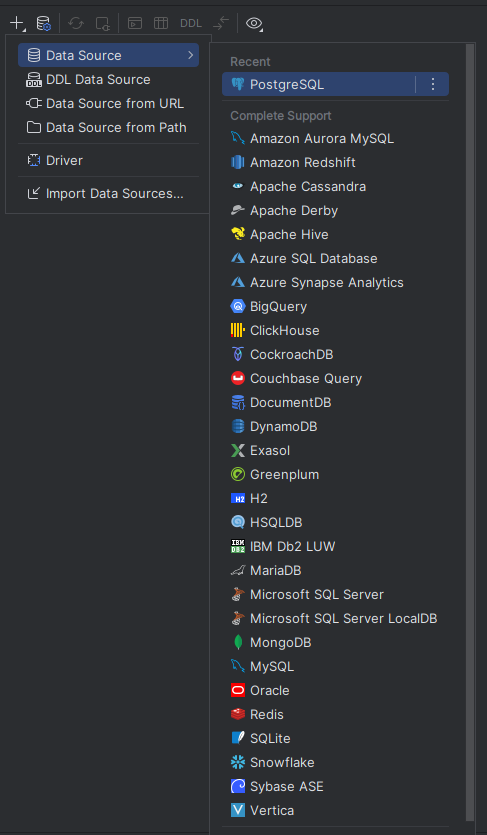 DDL
Data Source
DDL Data Source
Data Source from URL
Data Source from Path
Driver
Import Data Sources...
Recent
PostgreSQL
Complete Support
Amazon Aurora MySQL
Amazon Redshift
Apache Cassandra
Apache Derby
Apache Hive
Azure SQL Database
Azure Synapse Analytics
BigQuery
ClickHouse
CockroachDB
Couchbase Query
DocumentDB
DynamoDB
Exasol
Greenplum
H2
HSQLDB
IBM Db2 LUW
MariaDB
Microsoft SQL Server
Microsoft SQL Server LocalDB
MongoDB
MySQL
Oracle
Redis
SQLite
Snowflake
Sybase ASE
Vertica